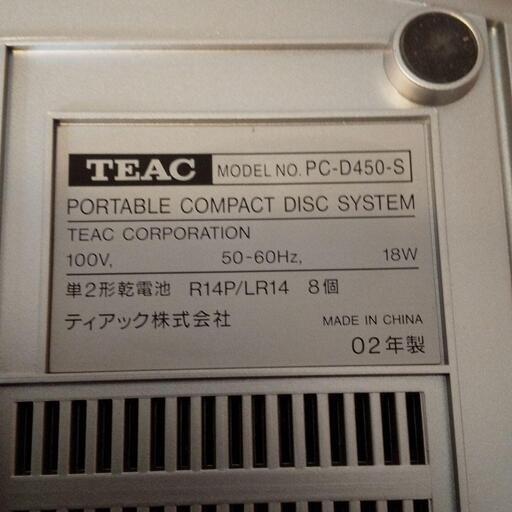 TEAC MODEL NO. PC-D450-S
PORTABLE COMPACT DISC SYSTEM
TEAC CORPORATION
100V, 50-60Hz, 18W
単2形乾電池 R14P/LR14 8個
ティアック株式会社 MADE IN CHINA
02年製